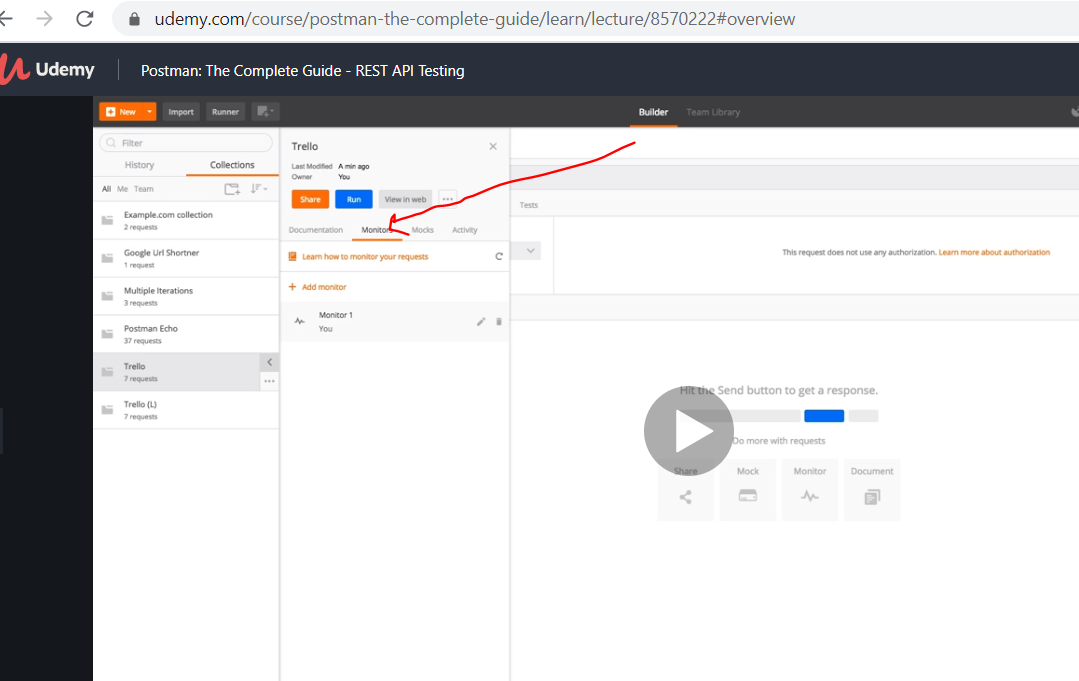 udemy.com/course/postman-the-complete-guide/learn/lecture/8570222#overview
Udemy
Postman: The Complete Guide - REST API Testing
New Import Runner
Builder Team Library
Filter
History Collections
All Me Team
Example.com collection
2 requests
Google Url Shortner
1 request
Multiple Iterations
3 requests
Postman Echo
37 requests
Trello
7 requests
Trello (L)
7 requests
Trello
Last Modified A min ago
Owner You
Share Run View in web
Documentation Monitors Mocks Activity
Learn how to monitor your requests
Add monitor
Monitor 1
You
Tests
This request does not use any authorization. Learn more about authorization
Hit the Send button to get a response.
Do more with requests
Share Mock Monitor Document